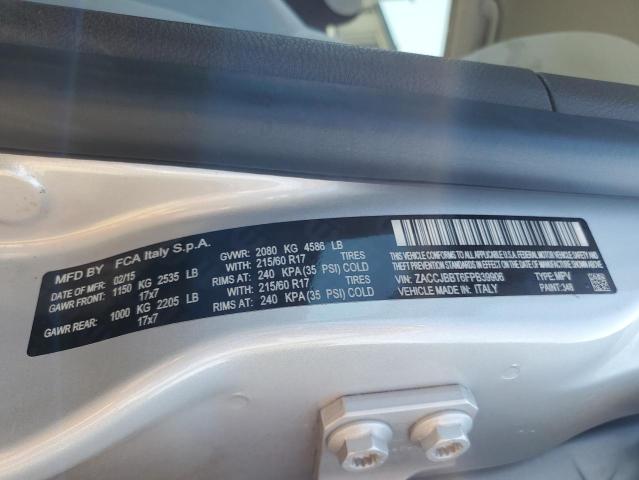 MFD BY FCA Italy S.p.A.
DATE OF MFR: 02/15 GVWR: 2080 KG 4586 LB
GAWR FRONT: 1150 KG 2535 LB WITH: 215/60 R17 TIRES
17x7 RIMS AT: 240 KPA(35 PSI) COLD
GAWR REAR: 1000 KG 2205 LB WITH: 215/60 R17 TIRES
17x7 RIMS AT: 240 KPA(35 PSI) COLD
THIS VEHICLE CONFORMS TO ALL APPLICABLE U.S.A. FEDERAL MOTOR VEHICLE
SAFETY, BUMPER, AND THEFT PREVENTION STANDARDS IN EFFECT ON THE DATE OF MANUFACTURE SHOWN ABOVE.
VIN: TYPE: MPV
VEHICLE MADE IN: ITALY PAINT: 348